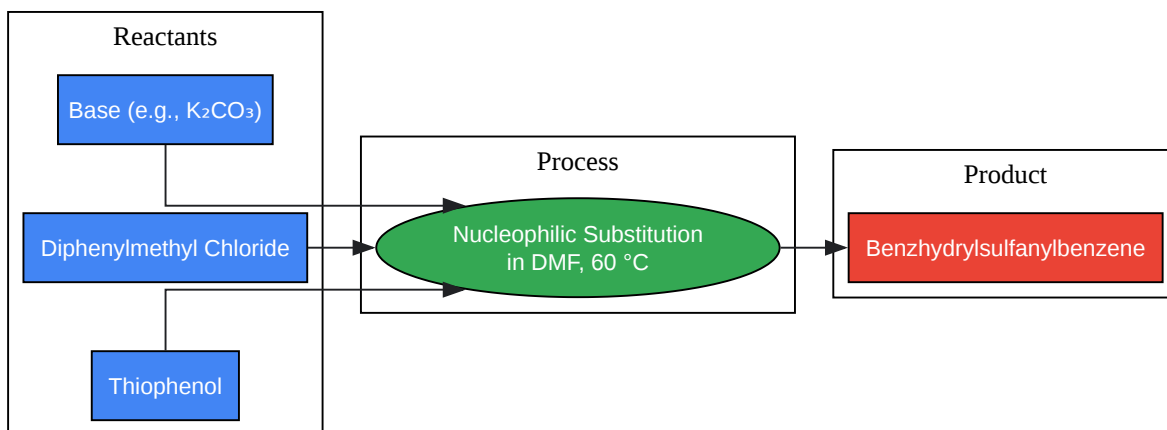 Reactants
Base (e.g., K₂CO₃)
Diphenylmethyl Chloride
Thiophenol
Process
Nucleophilic Substitution
in DMF, 60 °C
Product
Benzhydrylsulfanylbenzene